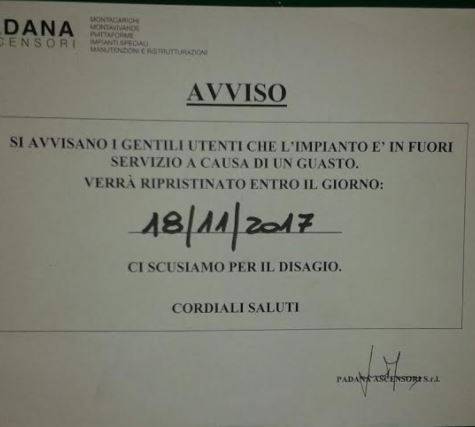 PADANA
ASCENSORI
MONTACARICHI
MONTAVIVANDE
PIATTAFORME
IMPIANTI SPECIALI
MANUTENZIONI E RISTRUTTURAZIONI
AVVISO
SI AVVISANO I GENTILI UTENTI CHE L'IMPIANTO E' IN FUORI
SERVIZIO A CAUSA DI UN GUASTO.
VERRÀ RIPRISTINATO ENTRO IL GIORNO:
18/11/2017
CI SCUSIAMO PER IL DISAGIO.
CORDIALI SALUTI
PADANA ASCENSORI S.r.l.